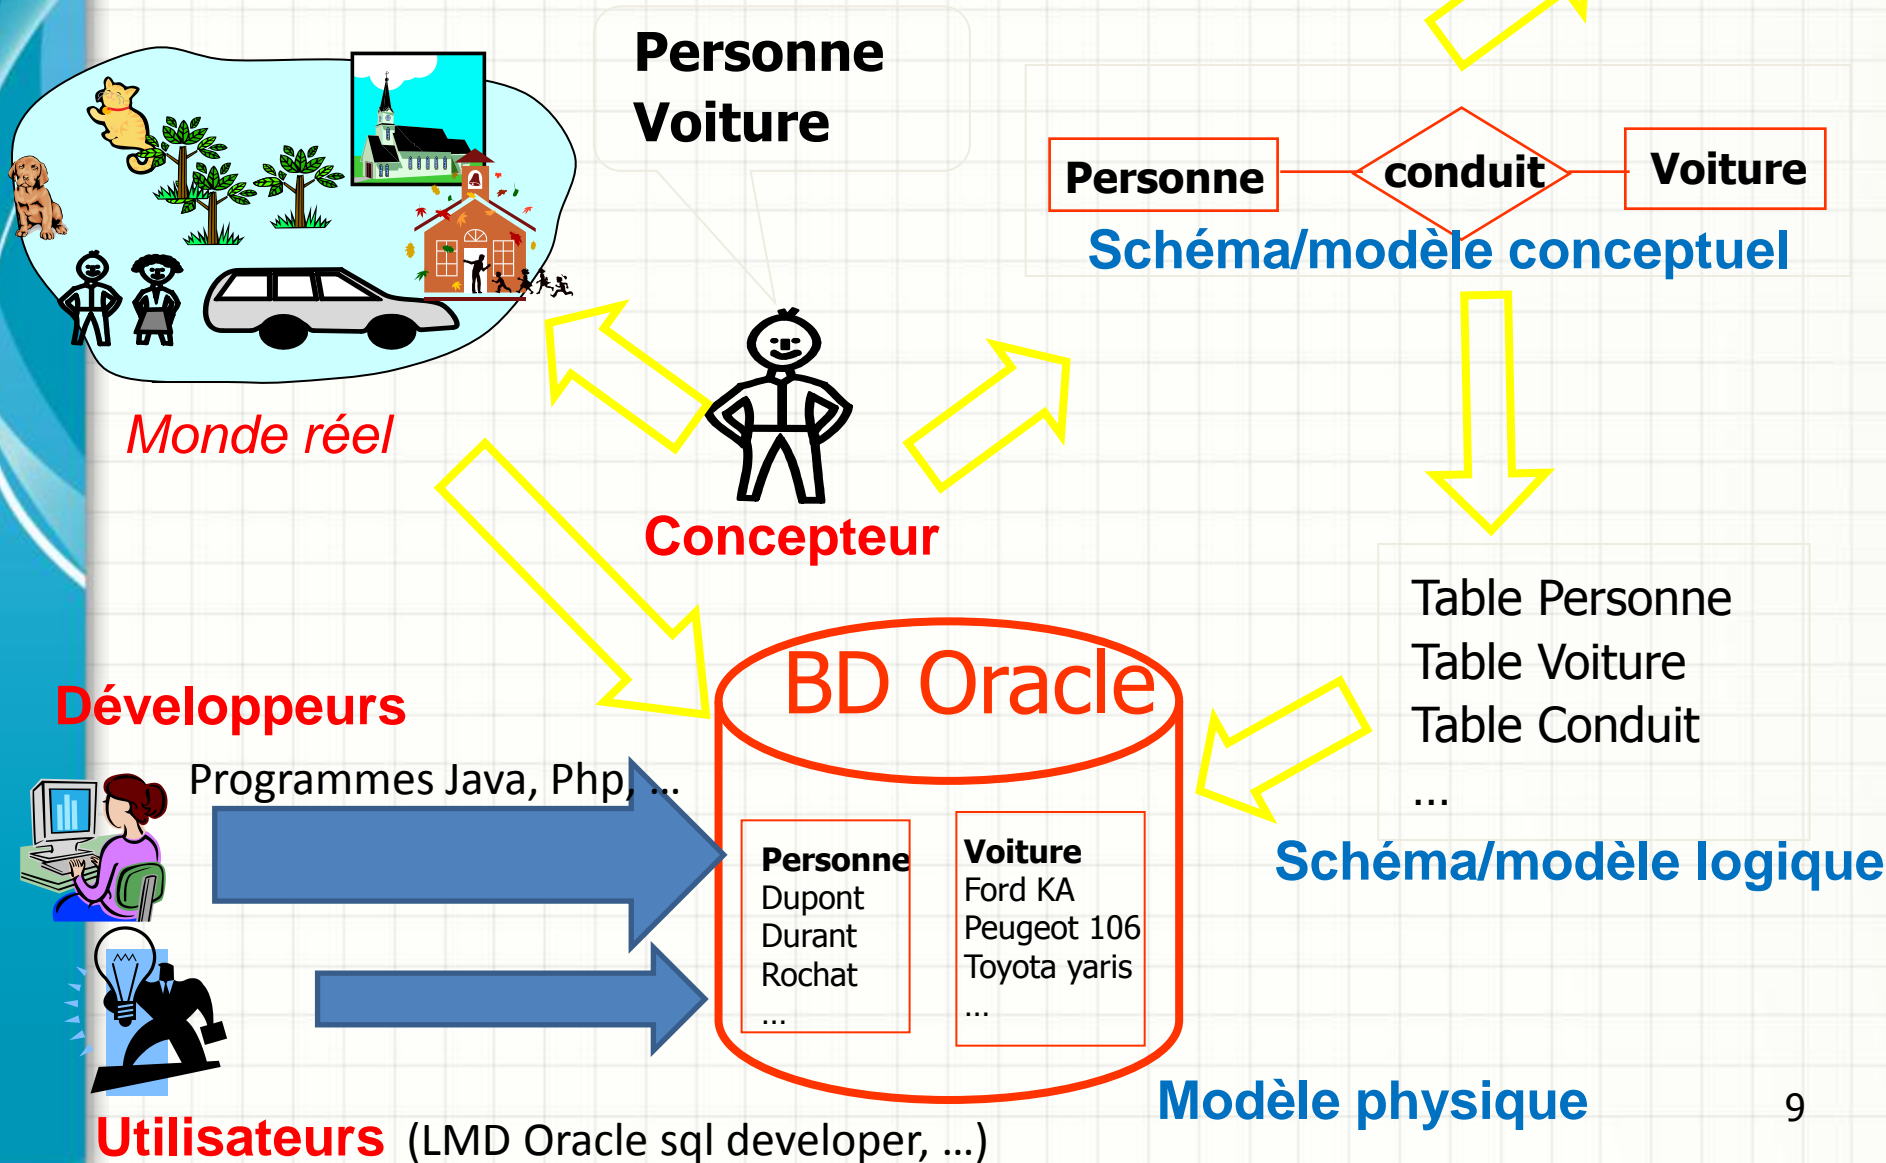 Personne
Voiture
Personne
conduit
Voiture
Schéma/modèle conceptuel
Monde réel
Concepteur
Table Personne
Table Voiture
Table Conduit
...
Schéma/modèle logique
BD Oracle
Développeurs
Programmes Java, Php, ...
Personne
Dupont
Durant
Rochat
...
Voiture
Ford KA
Peugeot 106
Toyota yaris
...
Modèle physique
9
Utilisateurs (LMD Oracle sql developer, ...)